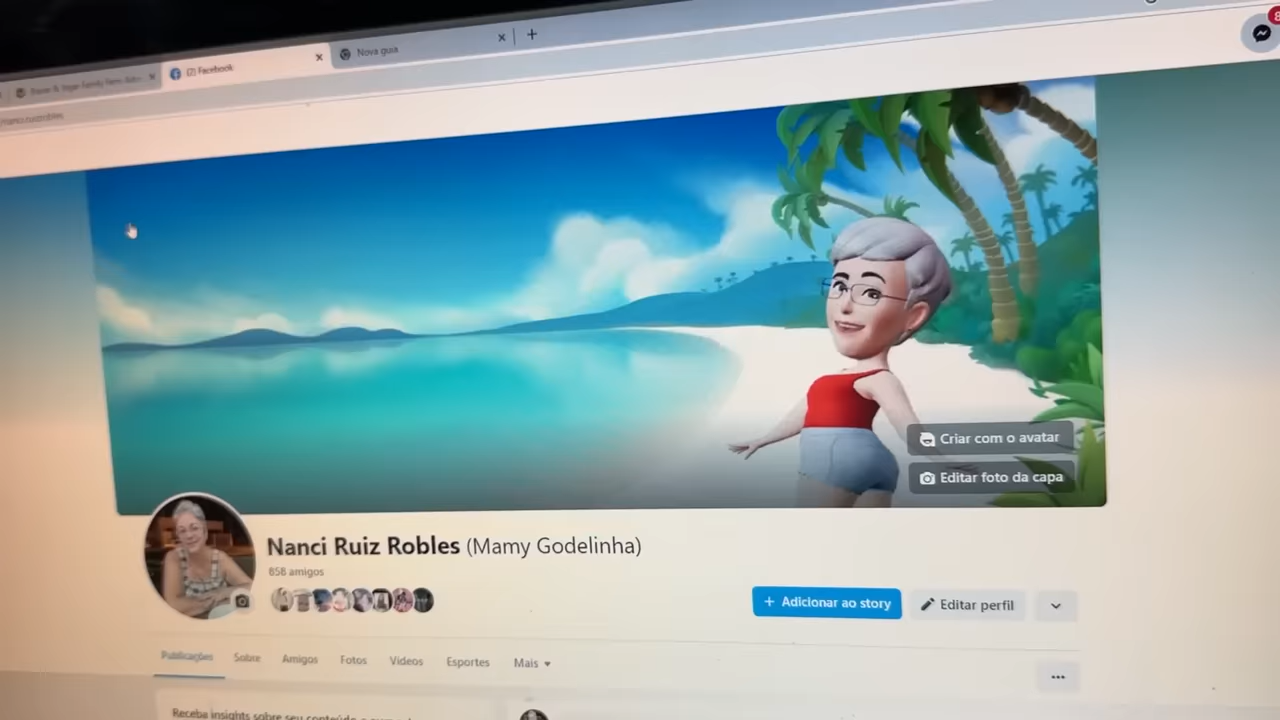 (2) Facebook
Nova guia
Criar com o avatar
Editar foto da capa
Nanci Ruiz Robles (Mamy Godelinha)
858 amigos
+ Adicionar ao story
Editar perfil
Publicações
Sobre
Amigos
Fotos
Vídeos
Esportes
Mais
Receba insights sobre seu conteúdo